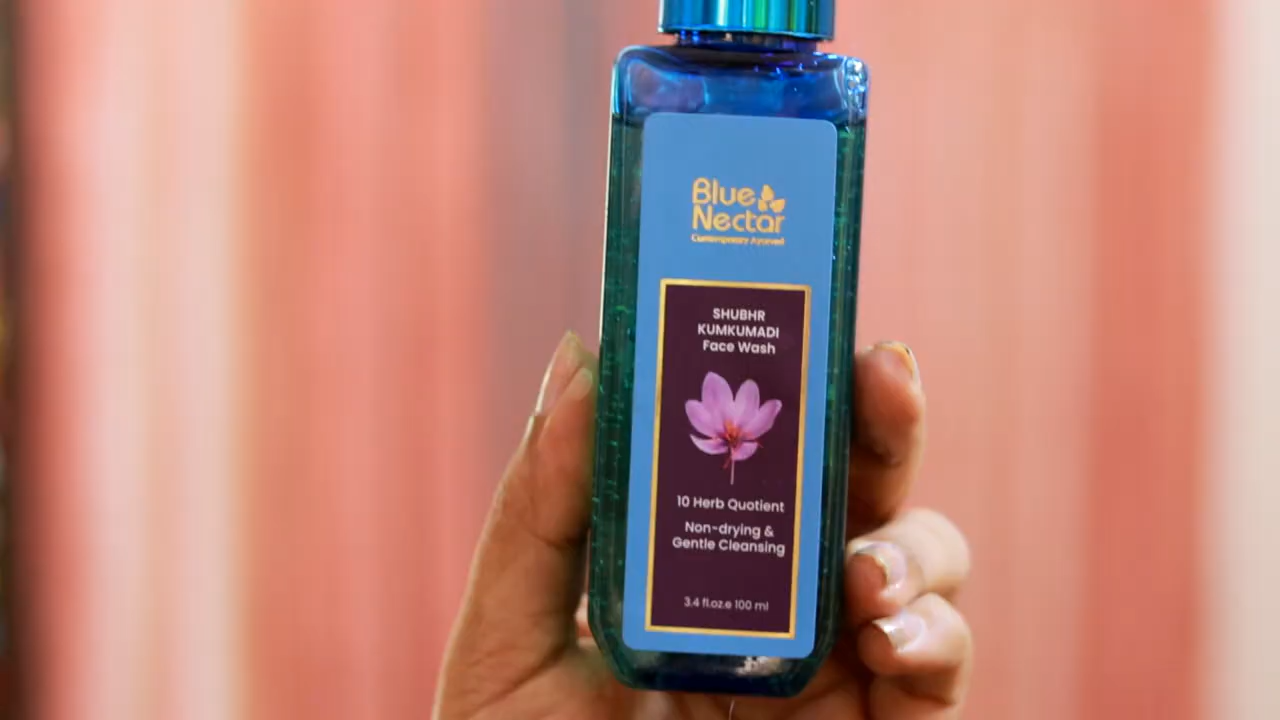 Blue
Nectar
Contemporary Ayurved
SHUBHR
KUMKUMADI
Face Wash
10 Herb Quotient
Non-drying &
Gentle Cleansing
3.4 fl.oz.e 100 ml